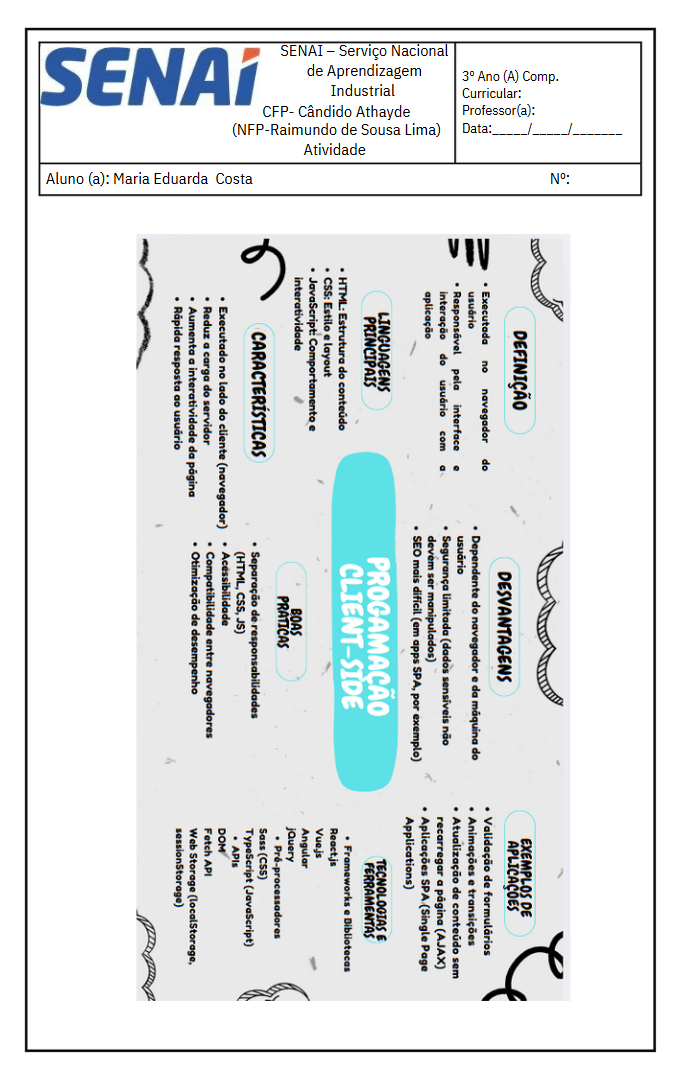 SENAI
SENAI – Serviço Nacional
de Aprendizagem
Industrial
CFP- Cândido Athayde
(NFP-Raimundo de Sousa Lima)
Atividade
3º Ano (A) Comp.
Curricular:
Professor(a):
Data:_____/_____/_______
Aluno (a): Maria Eduarda Costa
Nº:
DEFINIÇÃO
• Executada no navegador do
usuário
• Responsável pela interface e
interação do usuário com a
aplicação
DESVANTAGENS
• Dependente do navegador e da máquina do
usuário
• Segurança limitada (dados sensíveis não
devem ser manipulados)
• SEO mais difícil (em apps SPA, por exemplo)
EXEMPLOS DE
APLICAÇÕES
• Validação de formulários
• Animações e transições
• Atualização de conteúdo sem
recarregar a página (AJAX)
• Aplicações SPA (Single Page
Applications)
LINGUAGENS
PRINCIPAIS
• HTML: Estrutura do conteúdo
• CSS: Estilo e layout
• JavaScript: Comportamento e
interatividade
PROGAMAÇÃO
CLIENT-SIDE
TECNOLOGIAS E
FERRAMENTAS
• Frameworks e Bibliotecas
React.js
Vue.js
Angular
jQuery
• Pré-processadores
Sass (CSS)
TypeScript (JavaScript)
• APIs
DOM
Fetch API
Web Storage (localStorage,
sessionStorage)
CARACTERÍSTICAS
• Executado no lado do cliente (navegador)
• Reduz a carga do servidor
• Aumenta a interatividade da página
• Rápida resposta ao usuário
BOAS
PRÁTICAS
• Separação de responsabilidades
(HTML, CSS, JS)
• Acessibilidade
• Compatibilidade entre navegadores
• Otimização de desempenho